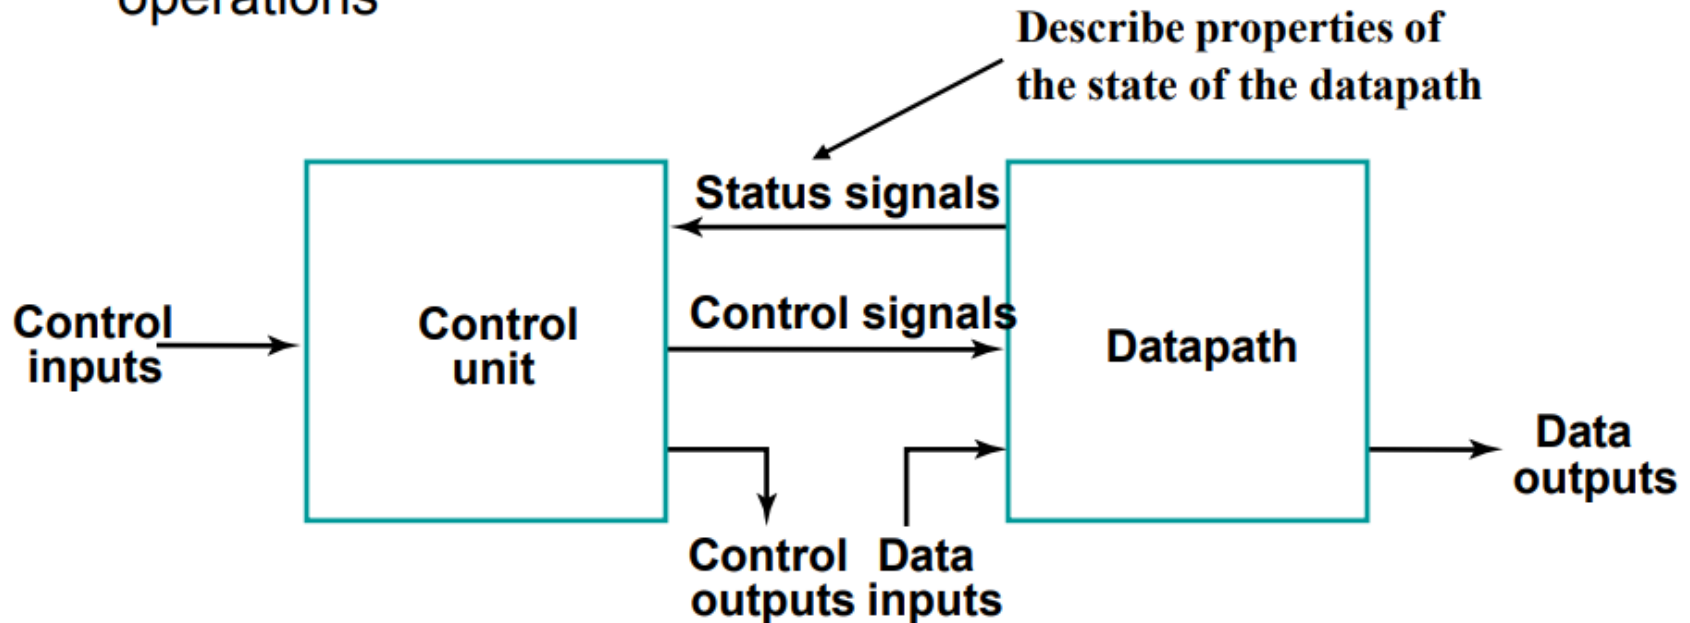 operations
Describe properties of
the state of the datapath
Status signals
Control signals
Control
inputs
Control
unit
Datapath
Data
outputs
Control
outputs
Data
inputs